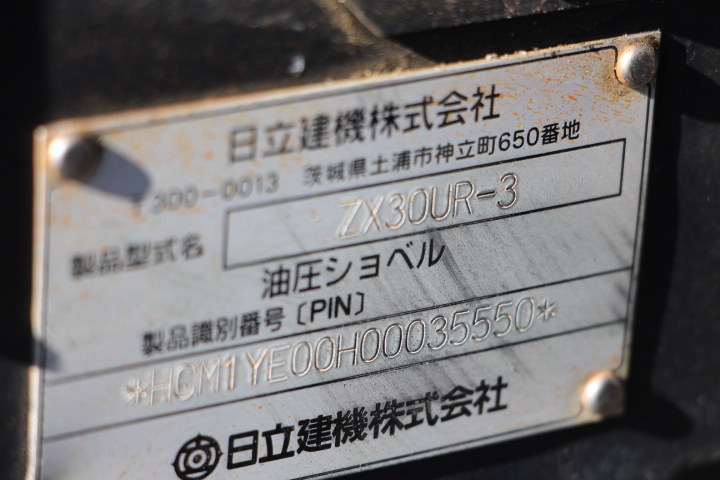 日立建機株式会社
〒300-0013 茨城県土浦市神立町650番地
製品型式名 ZX30UR-3
油圧ショベル
製品識別番号〔PIN〕
*HCM1YE00H00035550*
日立建機株式会社